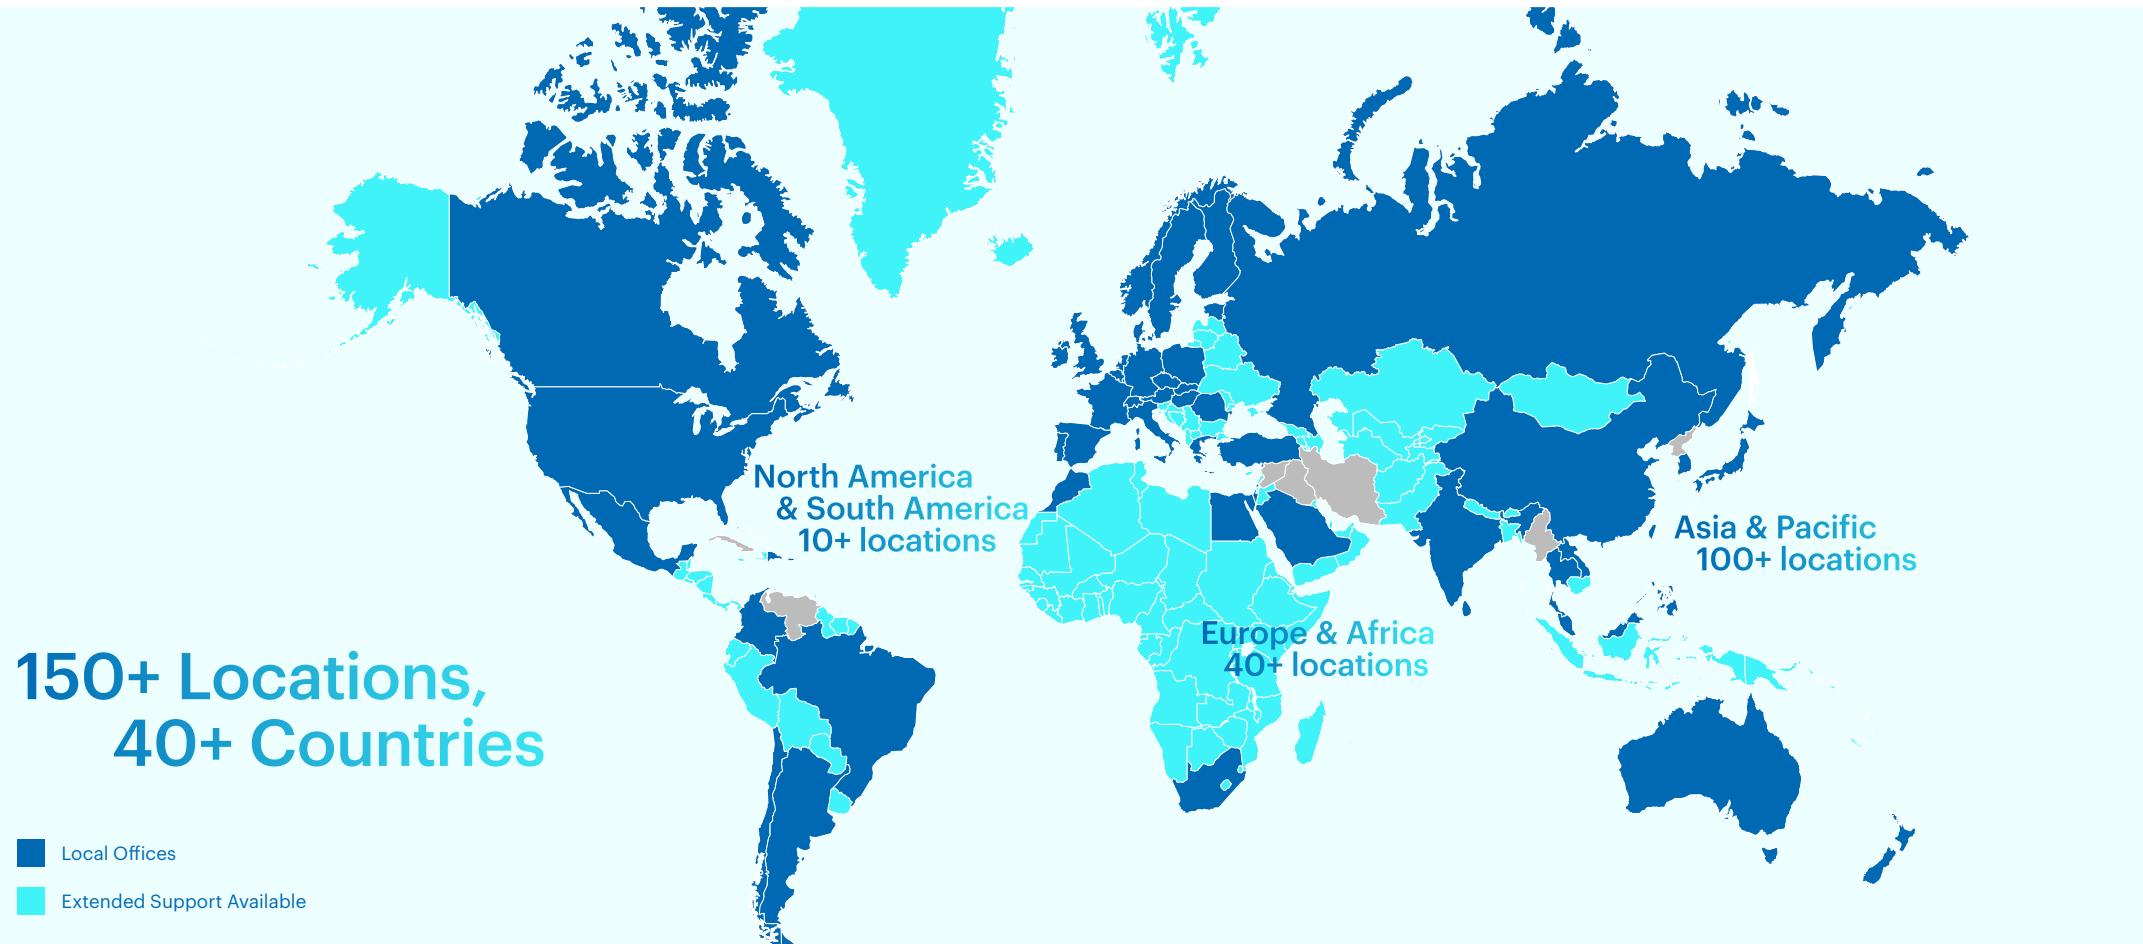 North America
& South America
10+ locations
Asia & Pacific
100+ locations
Europe & Africa
40+ locations
150+ Locations,
40+ Countries
Local Offices
Extended Support Available